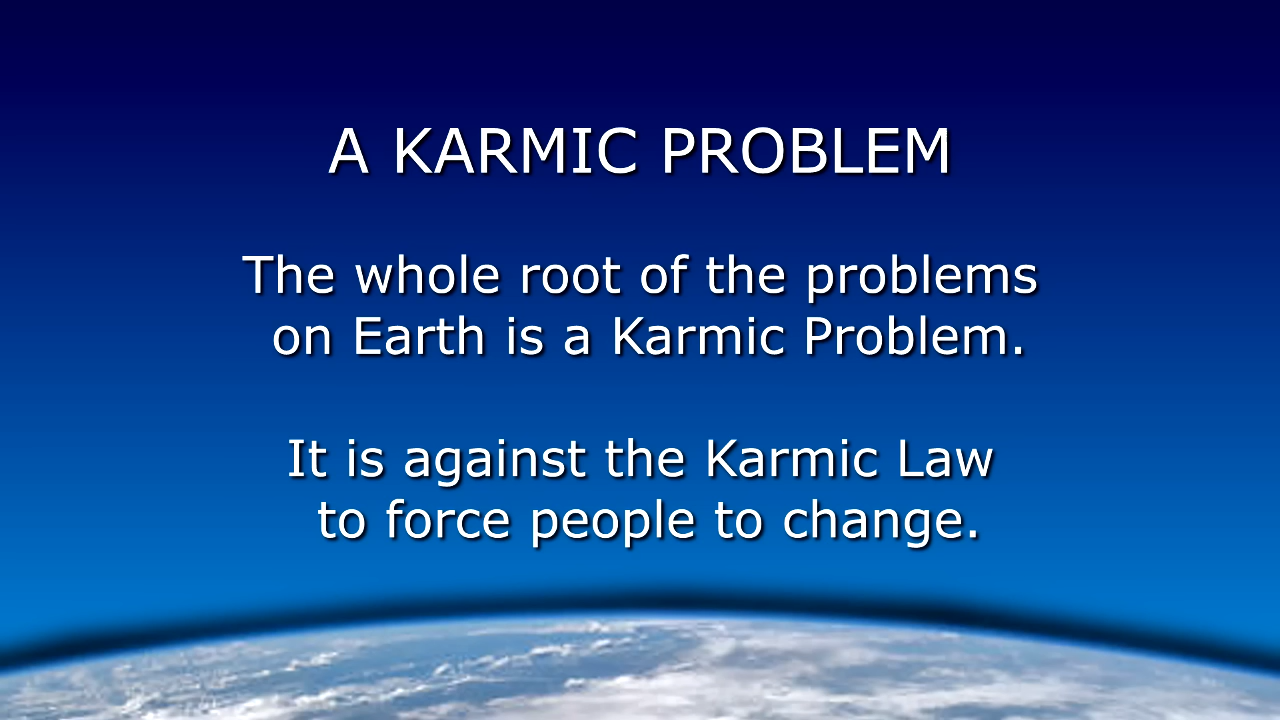 A KARMIC PROBLEM
The whole root of the problems
on Earth is a Karmic Problem.
It is against the Karmic Law
to force people to change.